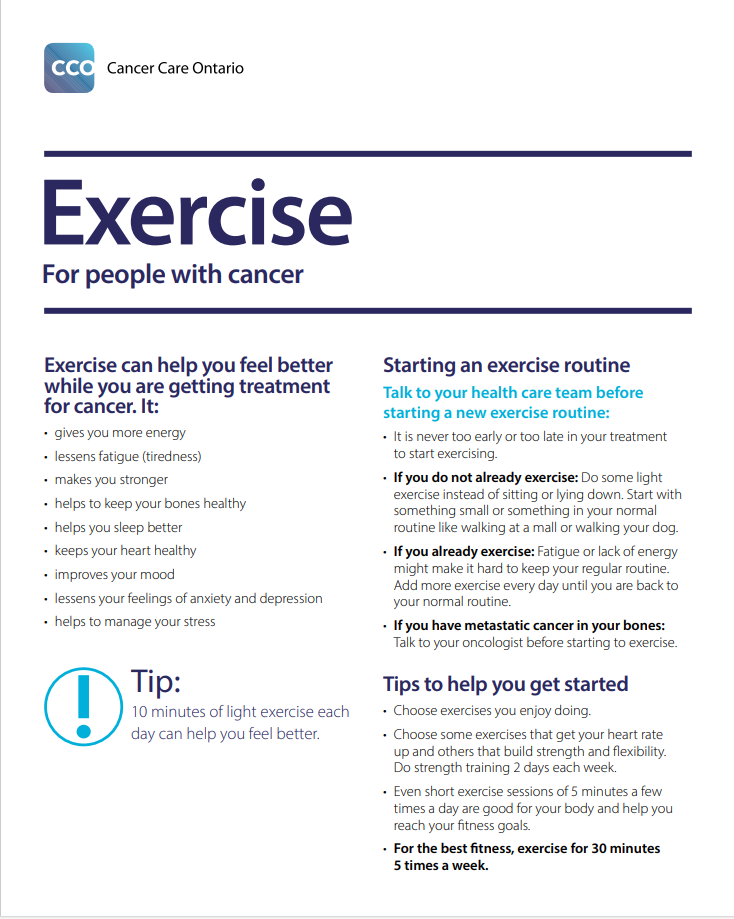 CCO Cancer Care Ontario
Exercise
For people with cancer
Exercise can help you feel better
while you are getting treatment
for cancer. It:
• gives you more energy
• lessens fatigue (tiredness)
• makes you stronger
• helps to keep your bones healthy
• helps you sleep better
• keeps your heart healthy
• improves your mood
• lessens your feelings of anxiety and depression
• helps to manage your stress
Tip:
10 minutes of light exercise each
day can help you feel better.
Starting an exercise routine
Talk to your health care team before
starting a new exercise routine:
• It is never too early or too late in your treatment
to start exercising.
• If you do not already exercise: Do some light
exercise instead of sitting or lying down. Start with
something small or something in your normal
routine like walking at a mall or walking your dog.
• If you already exercise: Fatigue or lack of energy
might make it hard to keep your regular routine.
Add more exercise every day until you are back to
your normal routine.
• If you have metastatic cancer in your bones:
Talk to your oncologist before starting to exercise.
Tips to help you get started
• Choose exercises you enjoy doing.
• Choose some exercises that get your heart rate
up and others that build strength and flexibility.
Do strength training 2 days each week.
• Even short exercise sessions of 5 minutes a few
times a day are good for your body and help you
reach your fitness goals.
• For the best fitness, exercise for 30 minutes
5 times a week.